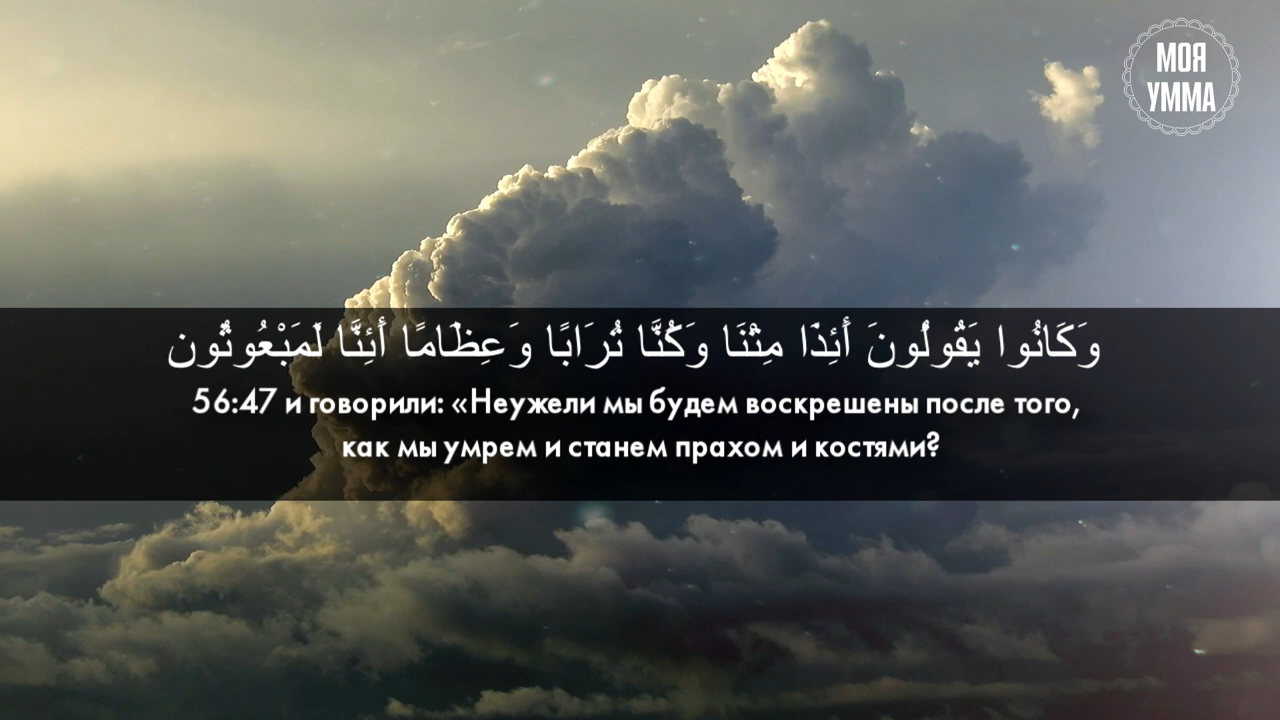 МОЯ
УММА
وَكَانُوا يَقُولُونَ أَئِذَا مِتْنَا وَكُنَّا تُرَابًا وَعِظَامًا أَئِنَّا لَمَبْعُوثُونَ
56:47 и говорили: «Неужели мы будем воскрешены после того,
как мы умрем и станем прахом и костями?